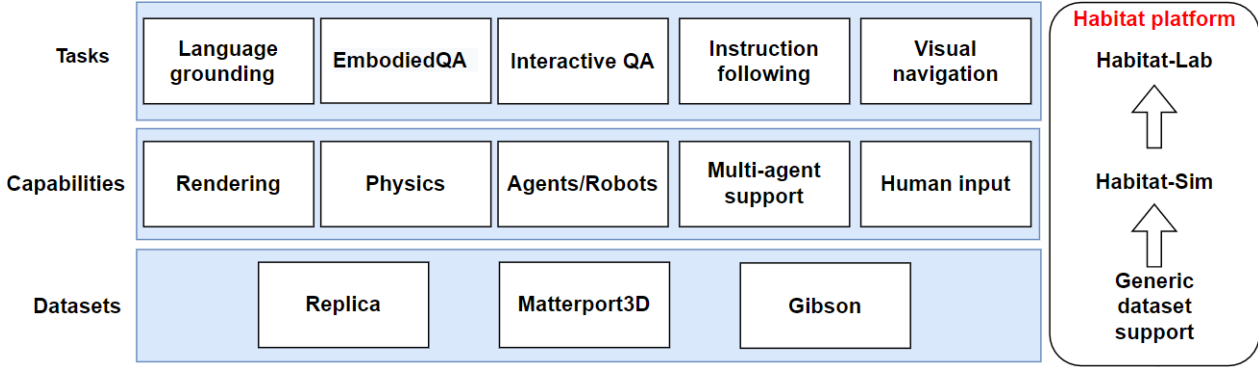 Tasks
Language
grounding
EmbodiedQA
Interactive QA
Instruction
following
Visual
navigation
Capabilities
Rendering
Physics
Agents/Robots
Multi-agent
support
Human input
Datasets
Replica
Matterport3D
Gibson
Habitat platform
Habitat-Lab
Habitat-Sim
Generic
dataset
support